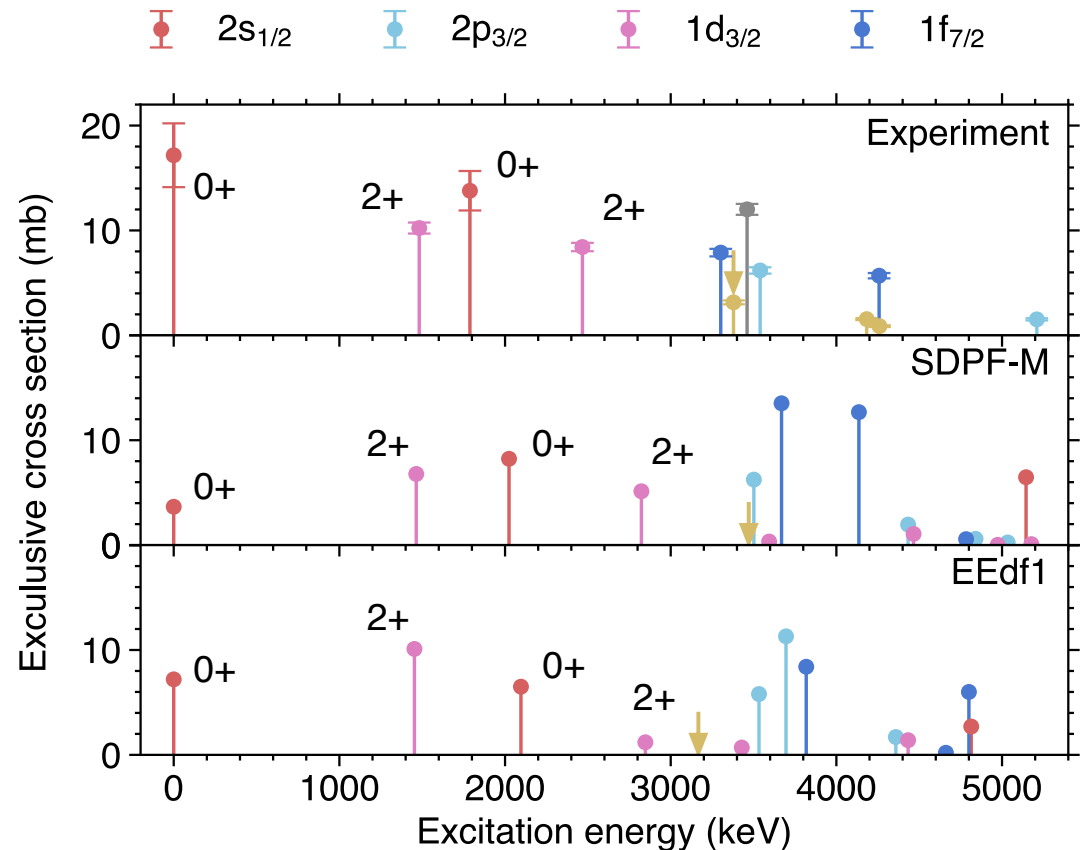 2s1/2 2p3/2 1d3/2 1f7/2
Experiment
20
0+
0+
2+
2+
10
0
SDPF-M
10
2+
0+
2+
0+
0
EEdf1
2+
10
0+
0+
2+
0
0 1000 2000 3000 4000 5000
Excitation energy (keV)
Exculusive cross section (mb)